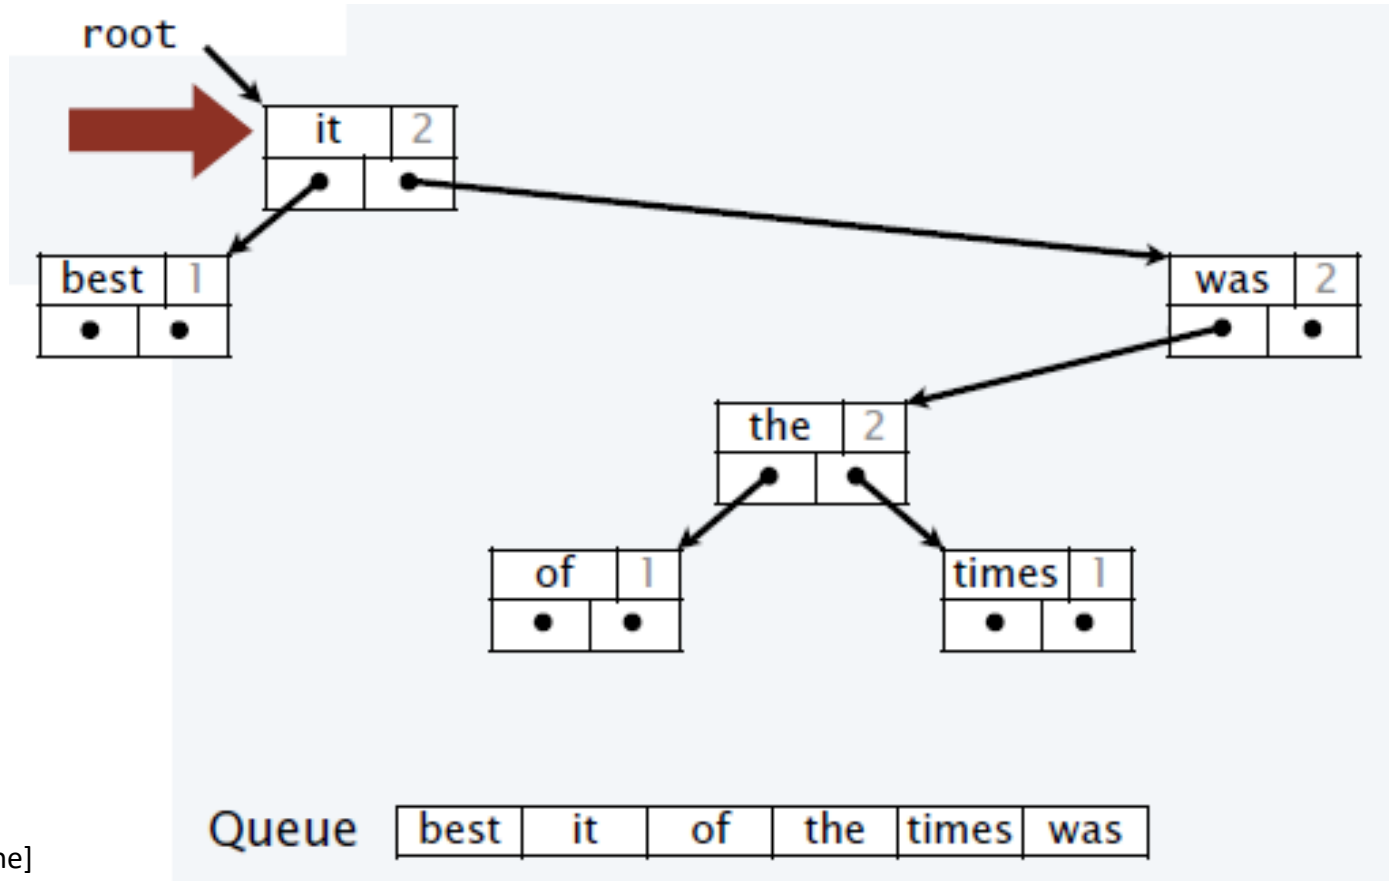 root
it 2
best 1
was 2
the 2
of 1
times 1
Queue best it of the times was
ne]